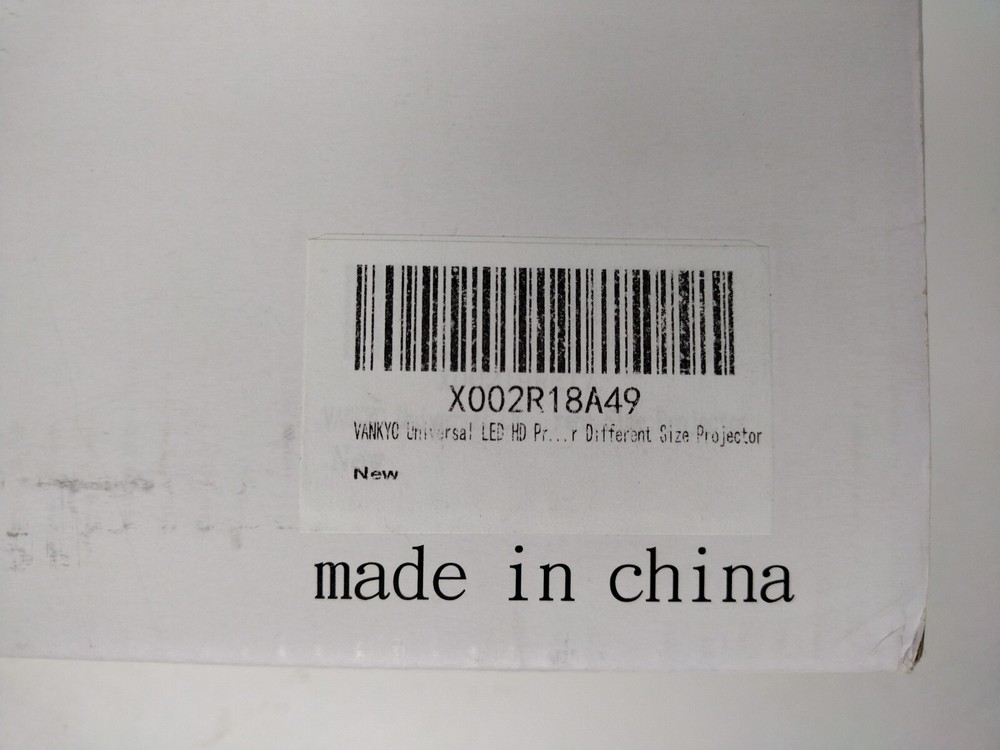 X002R18A49
VANKYO Universal LED HD Pr...r Different Size Projector
New
made in china